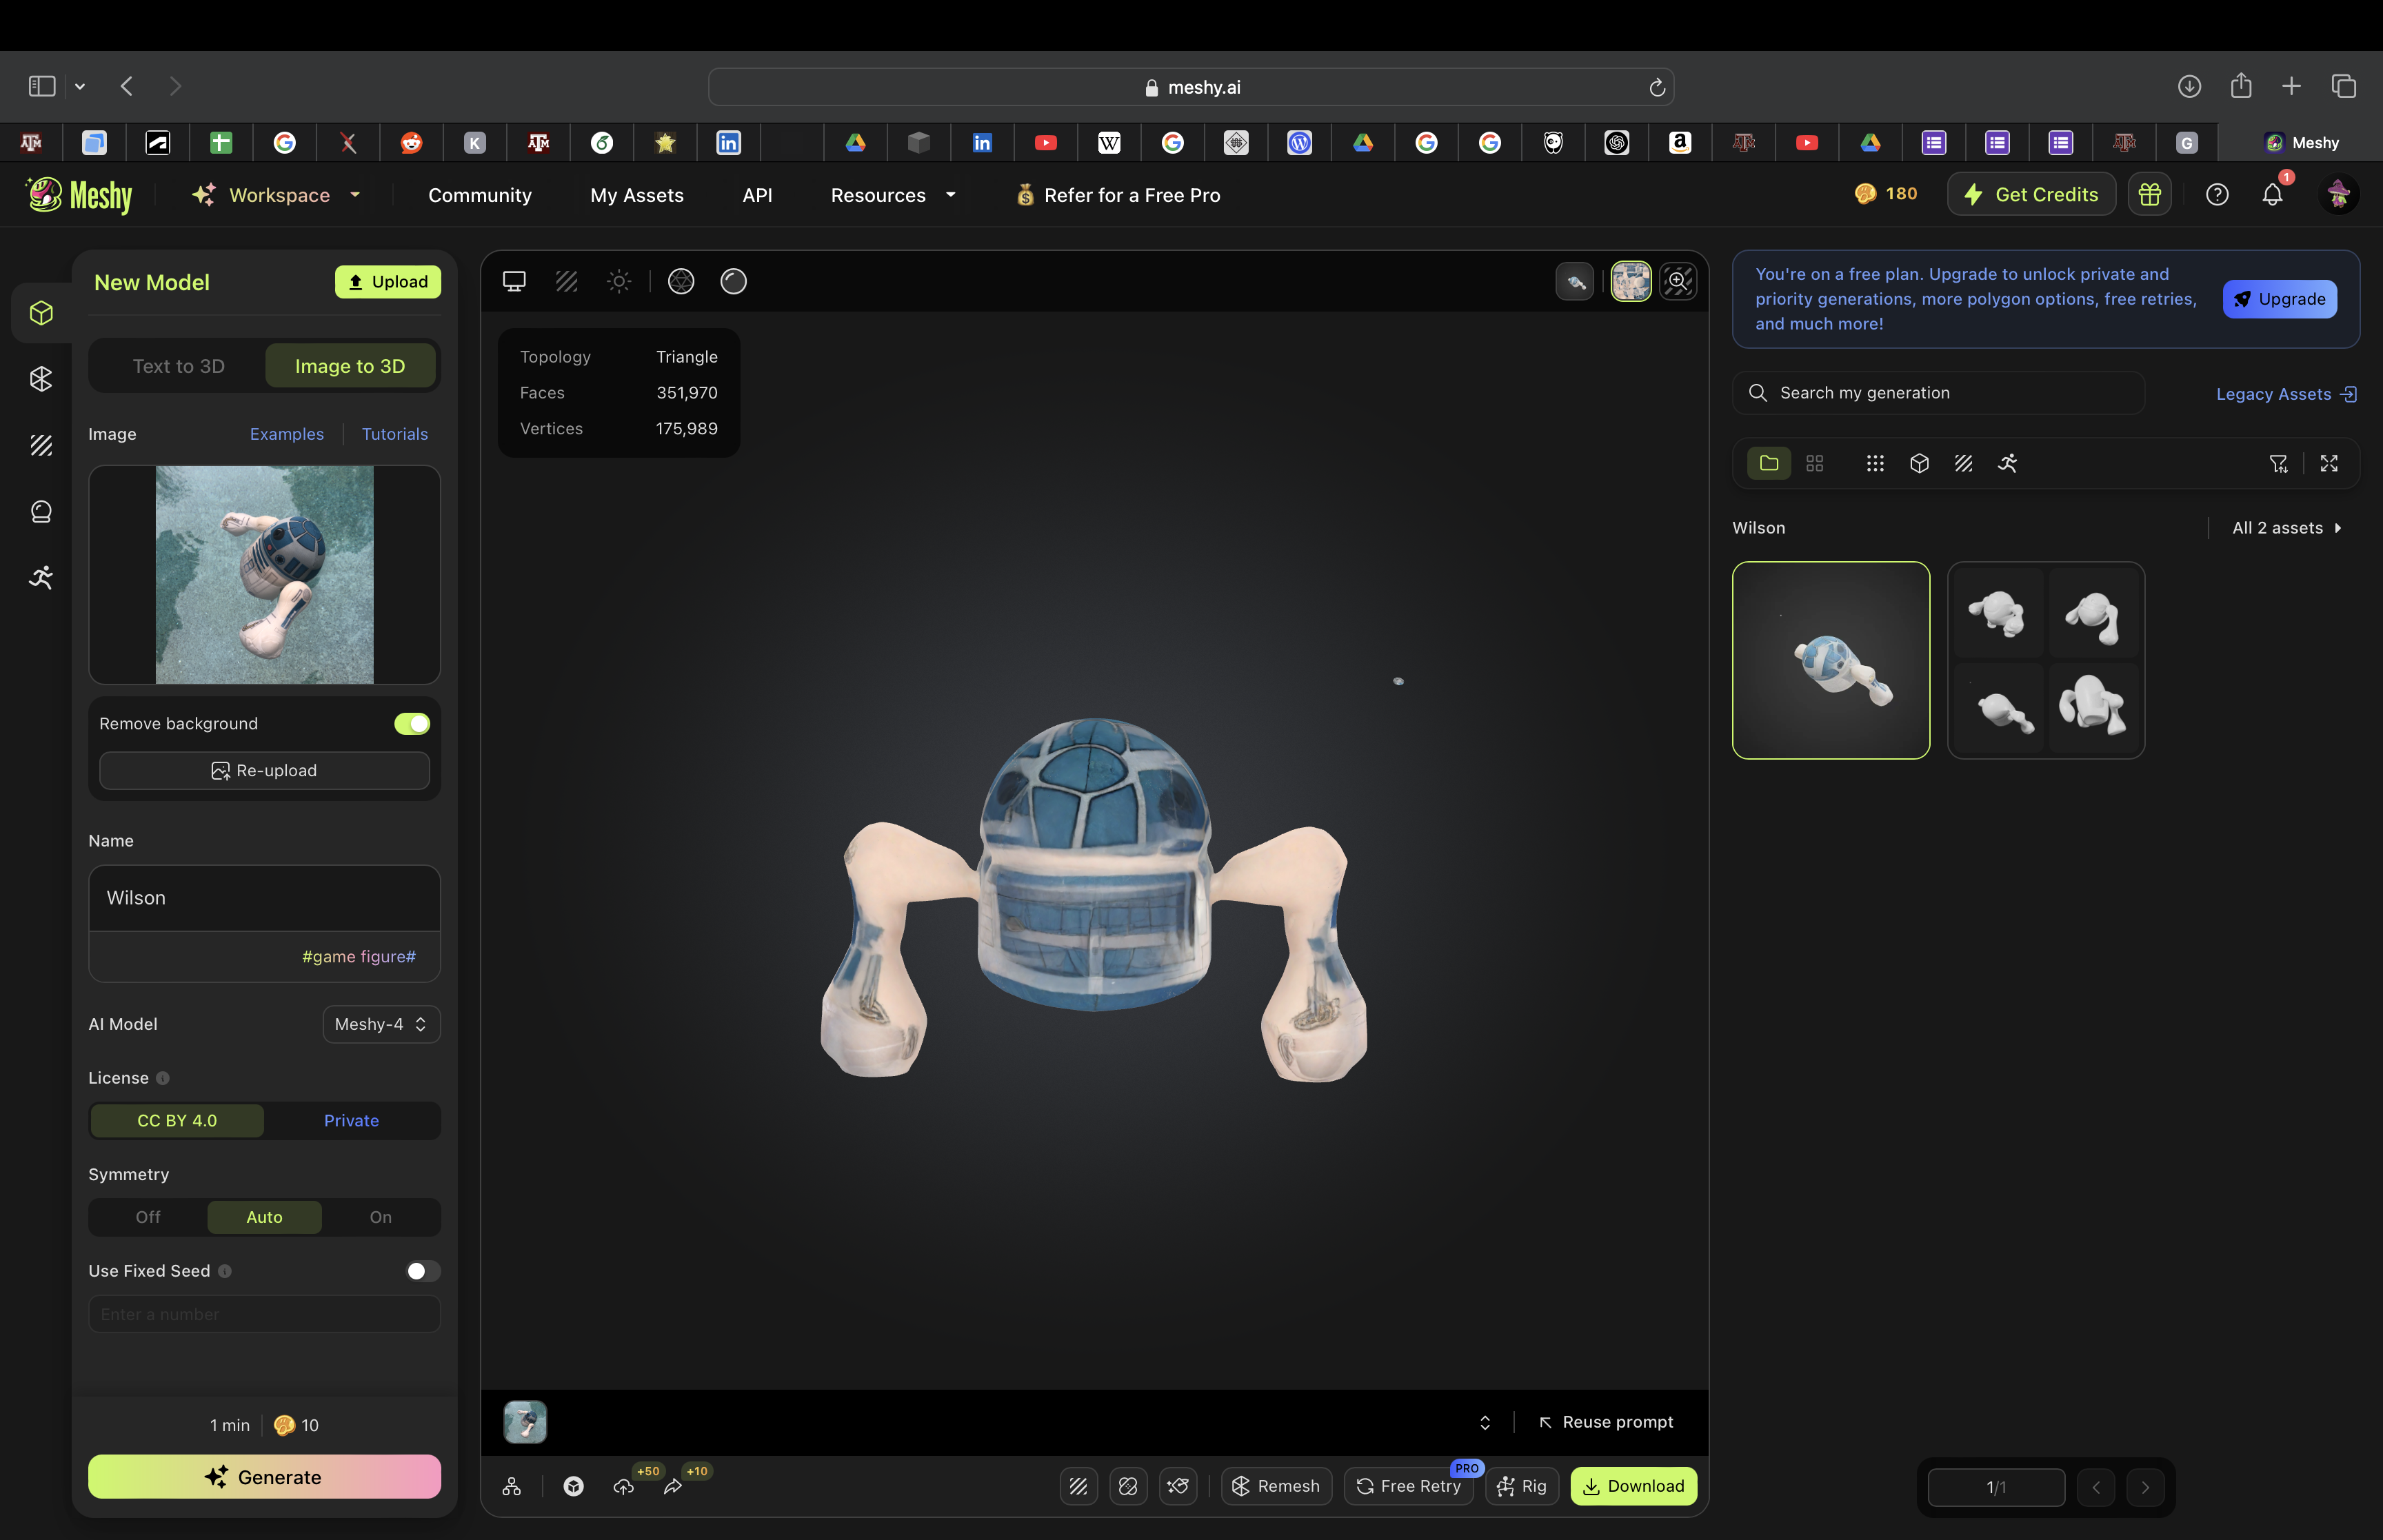 meshy.ai
K
G
Meshy
Meshy
Workspace
Community
My Assets
API
Resources
Refer for a Free Pro
180
Get Credits
1
New Model
Upload
Text to 3D
Image to 3D
Image
Examples
Tutorials
Remove background
Re-upload
Name
Wilson
#game figure#
AI Model
Meshy-4
License
CC BY 4.0
Private
Symmetry
Off
Auto
On
Use Fixed Seed
Enter a number
1 min
10
Generate
Topology Triangle
Faces 351,970
Vertices 175,989
Reuse prompt
+50
+10
Remesh
Free Retry
PRO
Rig
Download
You're on a free plan. Upgrade to unlock private and
priority generations, more polygon options, free retries,
and much more!
Upgrade
Search my generation
Legacy Assets
Wilson
All 2 assets
1/1